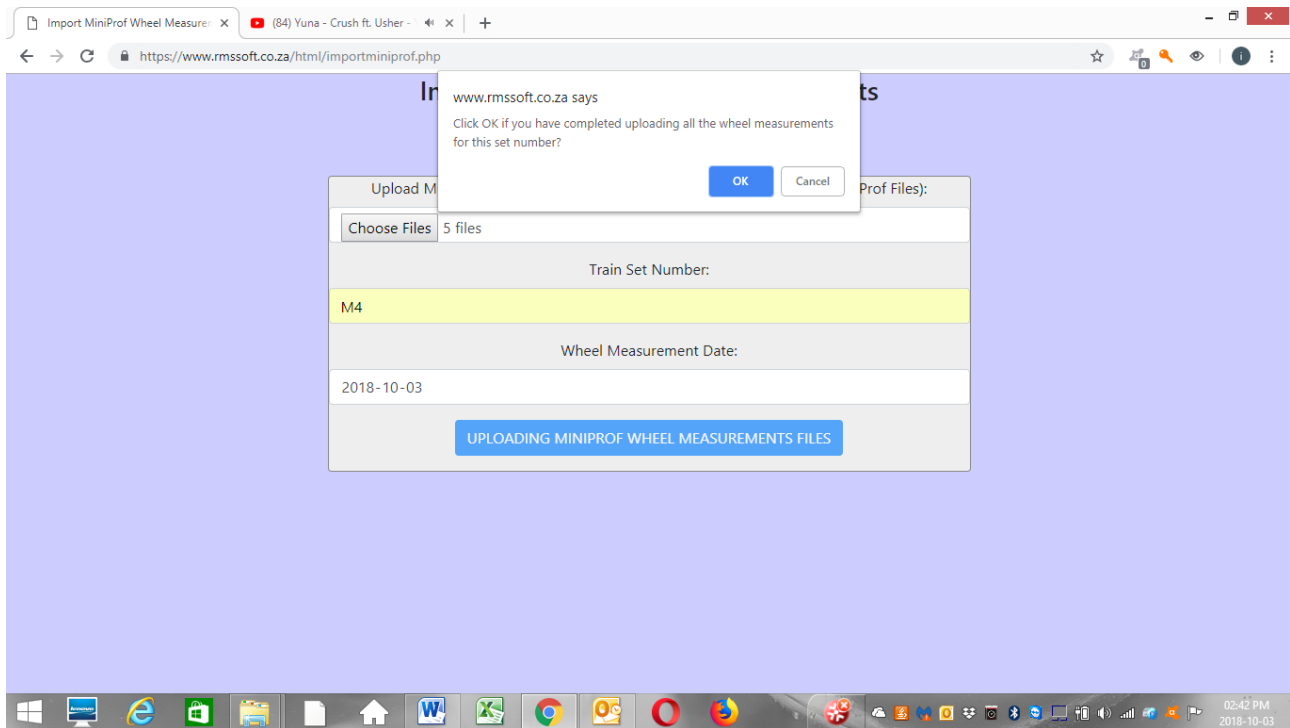 Import MiniProf Wheel Measurer
(84) Yuna - Crush ft. Usher -
https://www.rmssoft.co.za/html/importminiprof.php
0
i
In
ts
www.rmssoft.co.za says
Click OK if you have completed uploading all the wheel measurements
for this set number?
OK
Cancel
Upload M
Prof Files):
Choose Files
5 files
Train Set Number:
M4
Wheel Measurement Date:
2018-10-03
UPLOADING MINIPROF WHEEL MEASUREMENTS FILES
02:42 PM
2018-10-03